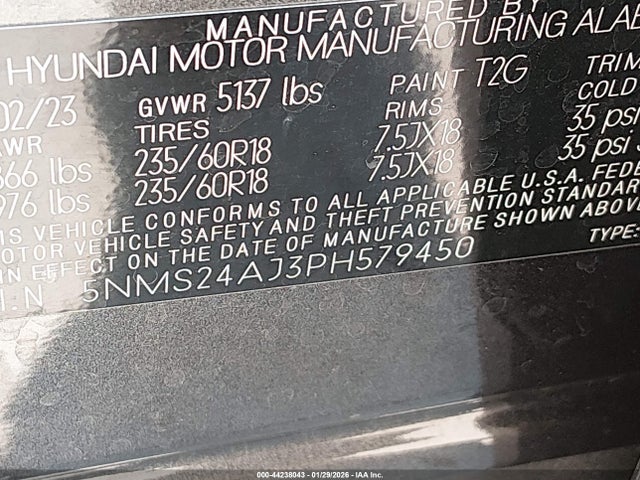 MANUFACTURED BY
HYUNDAI MOTOR MANUFACTURING ALAB
02/23 GVWR 5137 lbs PAINT T2G TRIM
WR TIRES RIMS COLD
866 lbs 235/60R18 7.5JX18 35 psi
976 lbs 235/60R18 7.5JX18 35 psi
IS VEHICLE CONFORMS TO ALL APPLICABLE U.S.A. FEDE
MOTOR VEHICLE SAFETY AND THEFT PREVENTION STANDAR
EFFECT ON THE DATE OF MANUFACTURE SHOWN ABOVE
I.N 5NMS24AJ3PH579450 TYPE:
000-44238043 - 01/29/2026 - IAA Inc.